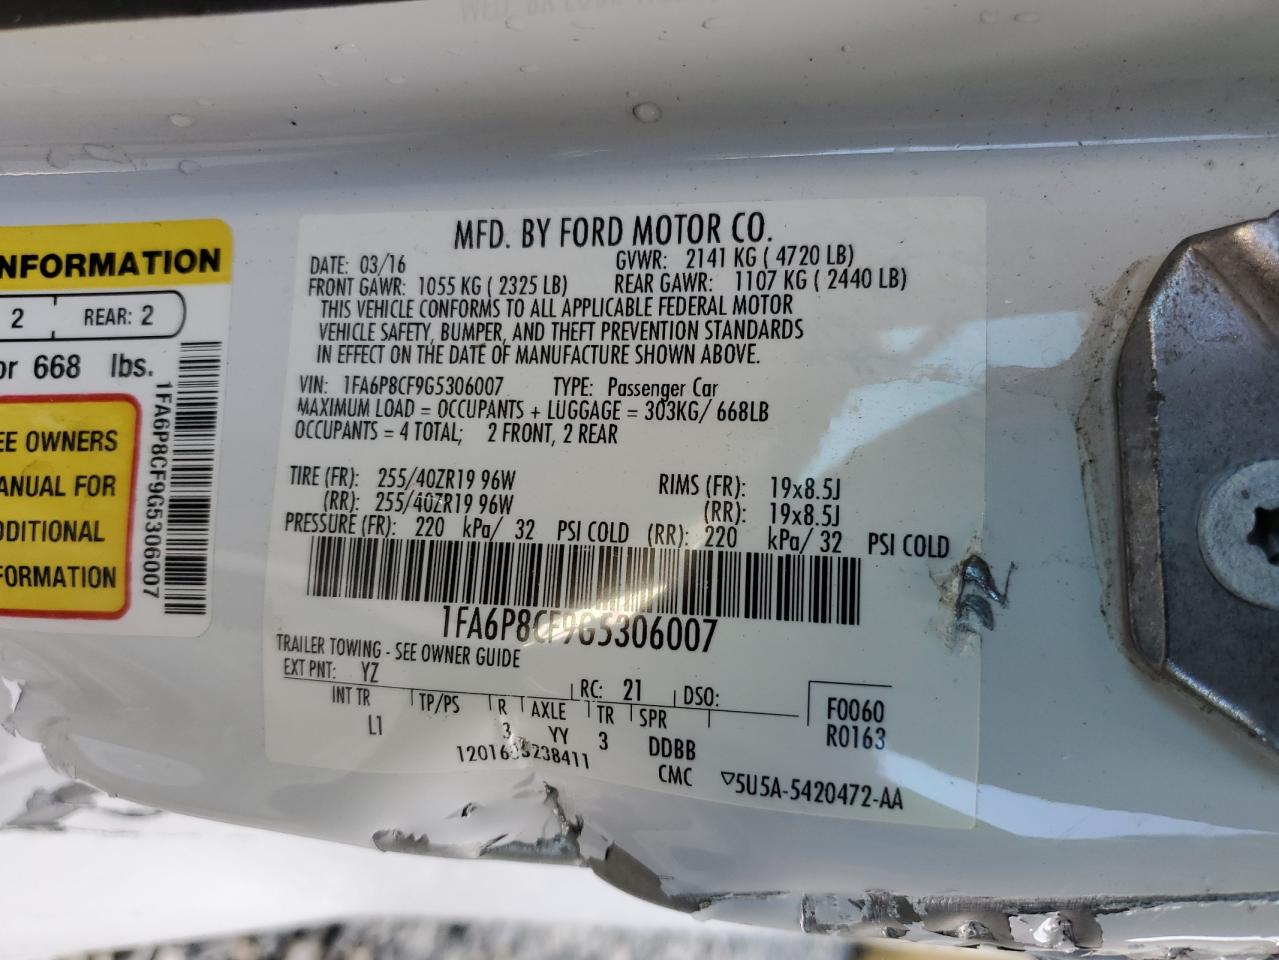 NFORMATION
2 REAR: 2
or 668 lbs.
EE OWNERS
ANUAL FOR
DDITIONAL
FORMATION
1FA6P8CF9G5306007
MFD. BY FORD MOTOR CO.
DATE: 03/16 GVWR: 2141 KG ( 4720 LB)
FRONT GAWR: 1055 KG ( 2325 LB) REAR GAWR: 1107 KG ( 2440 LB)
THIS VEHICLE CONFORMS TO ALL APPLICABLE FEDERAL MOTOR
VEHICLE SAFETY, BUMPER, AND THEFT PREVENTION STANDARDS
IN EFFECT ON THE DATE OF MANUFACTURE SHOWN ABOVE.
VIN: 1FA6P8CF9G5306007 TYPE: Passenger Car
MAXIMUM LOAD = OCCUPANTS + LUGGAGE = 303KG/ 668LB
OCCUPANTS = 4 TOTAL; 2 FRONT, 2 REAR
TIRE (FR): 255/40ZR19 96W RIMS (FR): 19x8.5J
(RR): 255/40ZR19 96W (RR): 19x8.5J
PRESSURE (FR): 220 kPa/ 32 PSI COLD (RR): 220 kPa/ 32 PSI COLD
1FA6P8CF9G5306007
TRAILER TOWING - SEE OWNER GUIDE
EXT PNT: YZ RC: 21 DSO:
INT TR TP/PS R AXLE TR SPR F0060
L1 3 YY 3 DDBB R0163
CMC ▽5U5A-5420472-AA